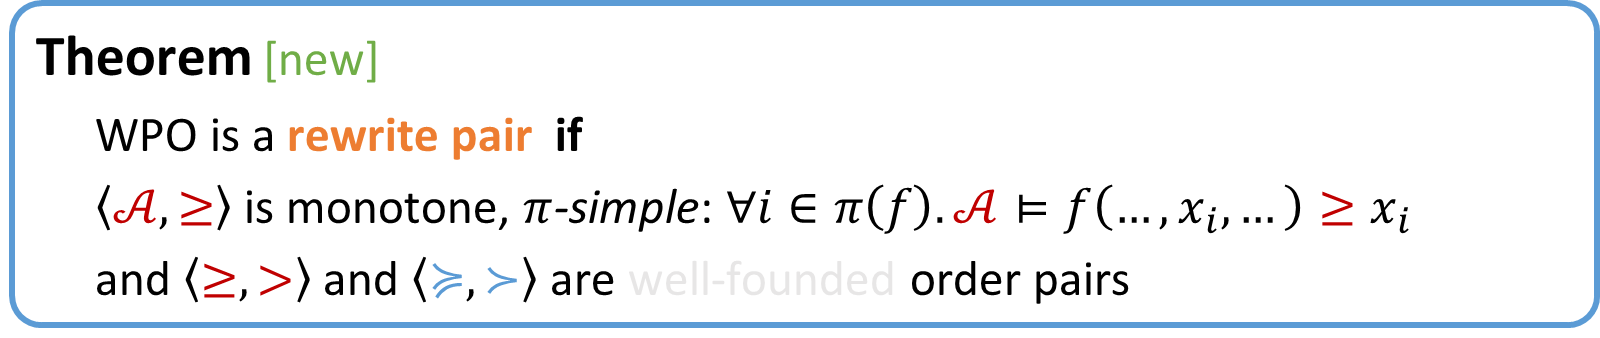 Theorem [new]
WPO is a rewrite pair if
⟨𝒜, ≥⟩ is monotone, π-simple: ∀i ∈ π(f). 𝒜 ⊨ f(…, xᵢ, …) ≥ xᵢ
and ⟨≥, >⟩ and ⟨≽, ≻⟩ are well-founded order pairs